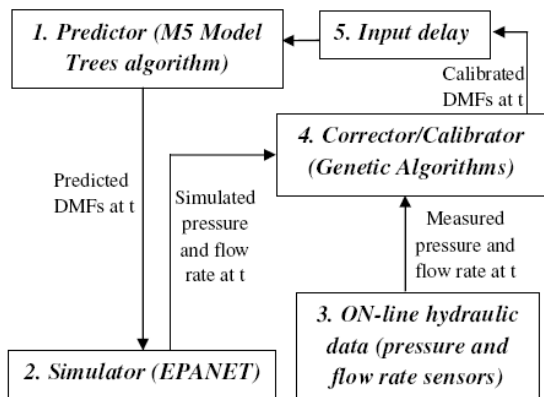 1. Predictor (M5 Model
Trees algorithm)
5. Input delay
Calibrated
DMFs at t
4. Corrector/Calibrator
(Genetic Algorithms)
Predicted
DMFs at t
Simulated
pressure
and flow
rate at t
Measured
pressure and
flow rate at t
3. ON-line hydraulic
data (pressure and
flow rate sensors)
2. Simulator (EPANET)